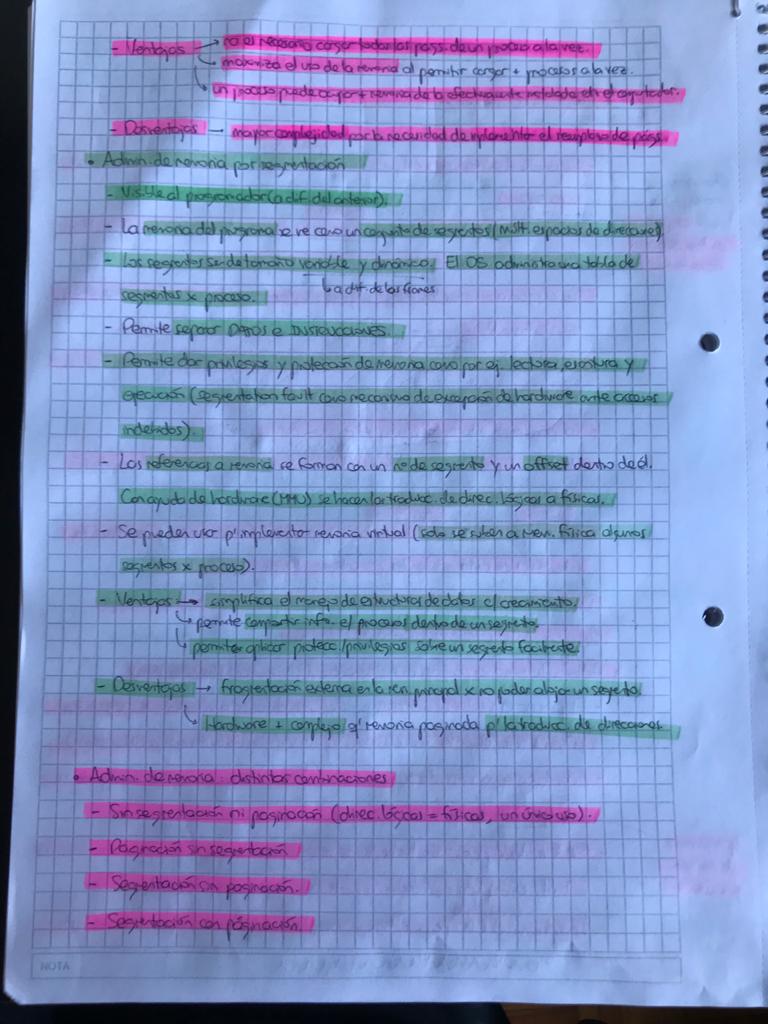 - Ventajas → no es necesario cargar todas las págs. de un proceso a la vez.
↳ maximiza el uso de la memoria al permitir cargar + procesos a la vez.
↳ un proceso puede ocupar + memoria de la efectivamente instalada en el computador.
- Desventajas → mayor complejidad por la necesidad de implementar el reemplazo de págs.
• Admin. de memoria por segmentación
- Visible al programador (a dif. del anterior).
- La memoria del programa se ve como un conjunto de segmentos (múlt. espacios de direcciones)
- Los segmentos son de tamaño variable y dinámico. El OS administra una tabla de
↳ a dif. de los frames
segmentos x proceso.
- Permite separar DATOS e INSTRUCCIONES.
- Permite dar privilegios y protección de memoria como por ej. lectura, escritura y
ejecución (segmentation fault como mecanismo de excepción de hardware ante accesos
indebidos).
- Las referencias a memoria se forman con un nro de segmento y un offset dentro de él.
Con ayuda de hardware (MMU) se hacen las traducc. de direc. lógicas a físicas.
- Se pueden usar p' implementar memoria virtual (solo se suben a mem. física algunos
segmentos x proceso).
- Ventajas → simplifica el manejo de estructuras de datos c/ crecimiento.
↳ permite compartir info. e/ procesos dentro de un segmento.
↳ permite aplicar protecc./privilegios sobre un segmento fácilmente.
- Desventajas → fragmentación externa en la mem. principal x no poder alojar un segmento.
↳ Hardware + complejo q' memoria paginada p' la traducc. de direcciones.
• Admin. de memoria: distintas combinaciones
- Sin segmentación ni paginación (direc. lógicas = físicas, un único uso).
- Paginación sin segmentación
- Segmentación sin paginación.
- Segmentación con páginación.
NOTA